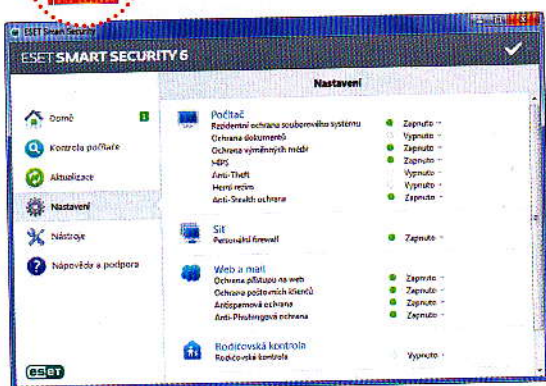 ESET Smart Security
ESET SMART SECURITY 6
Nastavení
Domů 1
Kontrola počítače
Aktualizace
Nastavení
Nástroje
Nápověda a podpora
Počítač
Rezidentní ochrana souborového systému Zapnuto
Ochrana dokumentů Vypnuto
Ochrana výměnných médií Zapnuto
HIPS Zapnuto
Anti-Theft Vypnuto
Herní režim Vypnuto
Anti-Stealth ochrana Zapnuto
Síť
Personální firewall Zapnuto
Web a mail
Ochrana přístupu na web Zapnuto
Ochrana poštovních klientů Zapnuto
Antispamová ochrana Zapnuto
Anti-Phishingová ochrana Zapnuto
Rodičovská kontrola
Rodičovská kontrola Vypnuto
eset